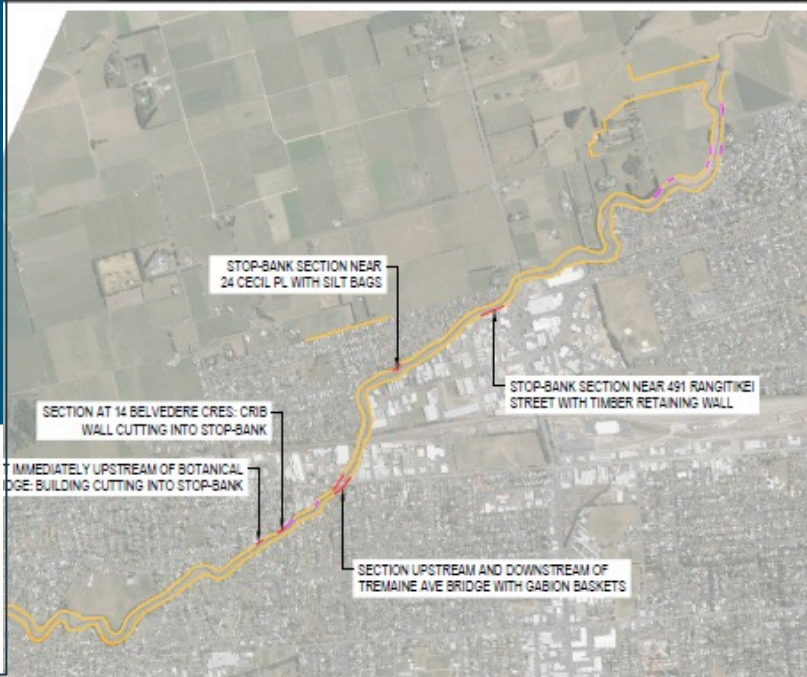 STOP-BANK SECTION NEAR
24 CECIL PL WITH SILT BAGS
STOP-BANK SECTION NEAR 491 RANGITIKEI
STREET WITH TIMBER RETAINING WALL
SECTION AT 14 BELVEDERE CRES: CRIB
WALL CUTTING INTO STOP-BANK
IMMEDIATELY UPSTREAM OF BOTANICAL
BUILDING CUTTING INTO STOP-BANK
SECTION UPSTREAM AND DOWNSTREAM OF
TREMAINE AVE BRIDGE WITH GABION BASKETS